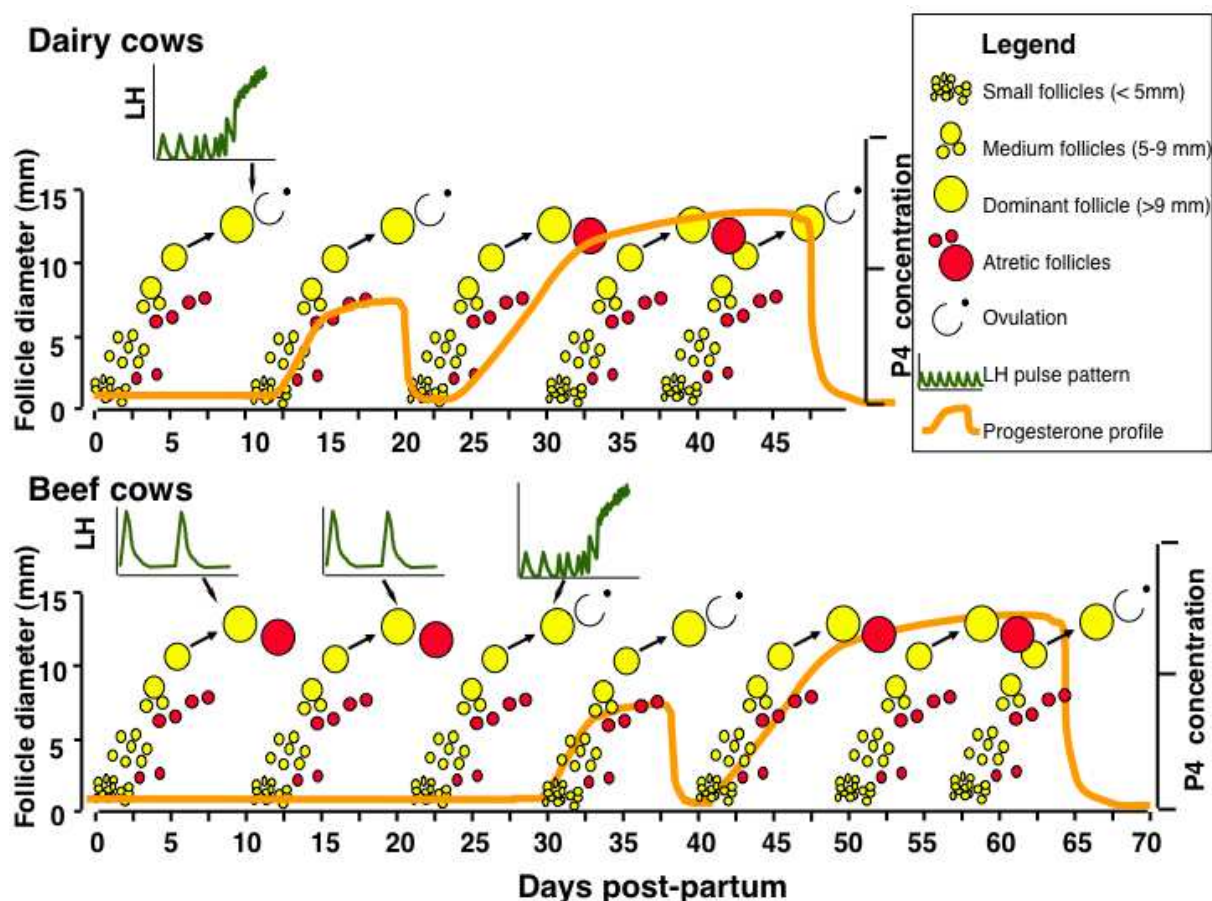 Dairy cows
LH
Follicle diameter (mm)
15
10
5
0
0 5 10 15 20 25 30 35 40 45
P4 concentration
Legend
Small follicles (< 5mm)
Medium follicles (5-9 mm)
Dominant follicle (>9 mm)
Atretic follicles
Ovulation
LH pulse pattern
Progesterone profile
Beef cows
LH
Follicle diameter (mm)
15
10
5
0
0 5 10 15 20 25 30 35 40 45 50 55 60 65 70
P4 concentration
Days post-partum